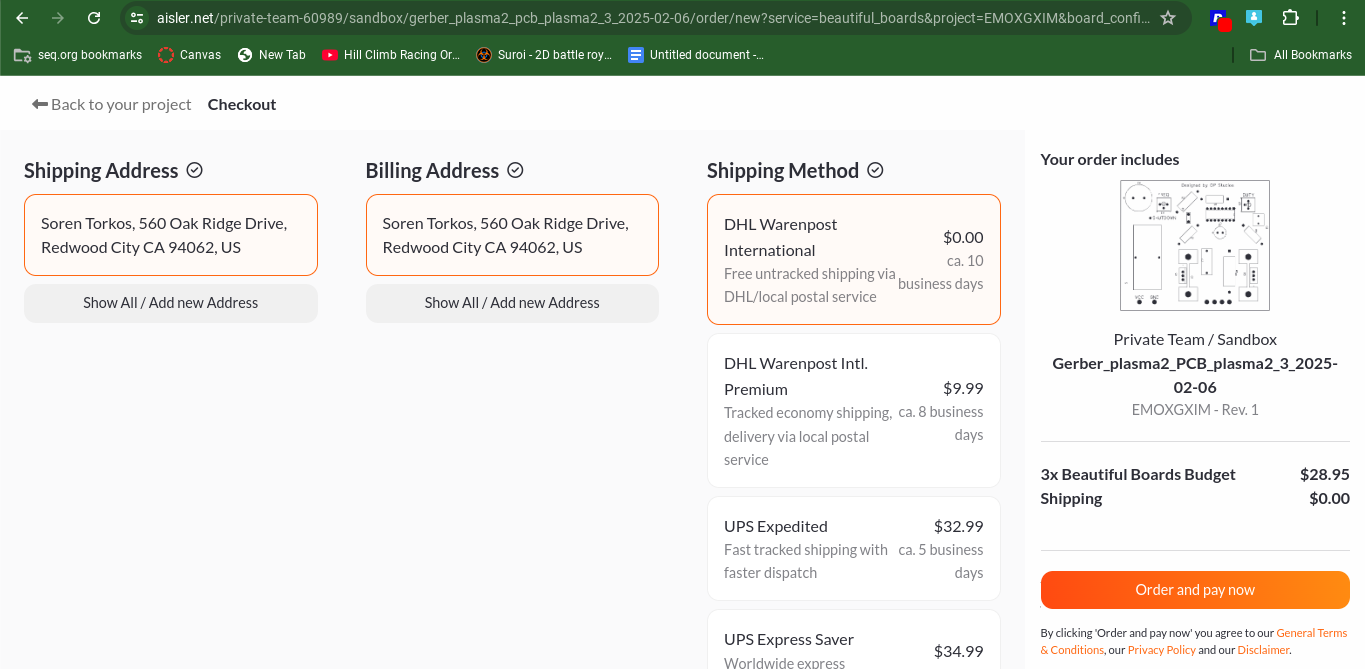 aisler.net/private-team-60989/sandbox/gerber_plasma2_pcb_plasma2_3_2025-02-06/order/new?service=beautiful_boards&project=EMOXGXIM&board_confi...
seq.org bookmarks
Canvas
New Tab
Hill Climb Racing Or...
Suroi - 2D battle roy...
Untitled document -...
All Bookmarks
Back to your project
Checkout
Shipping Address
Soren Torkos, 560 Oak Ridge Drive,
Redwood City CA 94062, US
Show All / Add new Address
Billing Address
Soren Torkos, 560 Oak Ridge Drive,
Redwood City CA 94062, US
Show All / Add new Address
Shipping Method
DHL Warenpost
International
Free untracked shipping via
DHL/local postal service
$0.00
ca. 10
business days
DHL Warenpost Intl.
Premium
Tracked economy shipping,
delivery via local postal
service
$9.99
ca. 8 business
days
UPS Expedited
Fast tracked shipping with
faster dispatch
$32.99
ca. 5 business
days
UPS Express Saver
Worldwide express
$34.99
Your order includes
VCC GND
Private Team / Sandbox
Gerber_plasma2_PCB_plasma2_3_2025-
02-06
EMOXGXIM - Rev. 1
3x Beautiful Boards Budget $28.95
Shipping $0.00
Order and pay now
By clicking 'Order and pay now' you agree to our General Terms
& Conditions, our Privacy Policy and our Disclaimer.